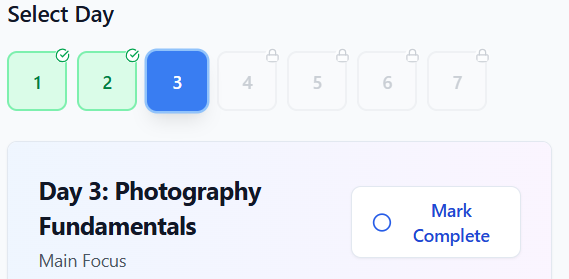 Select Day
1 2 3 4 5 6 7
Day 3: Photography
Fundamentals
Mark
Complete
Main Focus